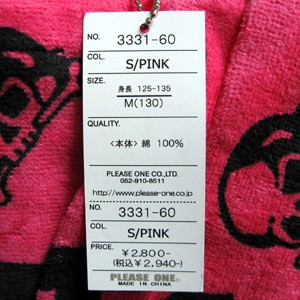 NO. 3331-60
COL. S/PINK
SIZE.
身長 125-135
M(130)
QUALITY.
<本体> 綿 100%
PLEASE ONE CO.,LTD.
052-910-8511
http://www.please-one.co.jp/
NO. 3331-60
COL. S/PINK
PRICE. ¥2,800-
(税込¥2,940-)
PLEASE ONE.
MADE IN CHINA